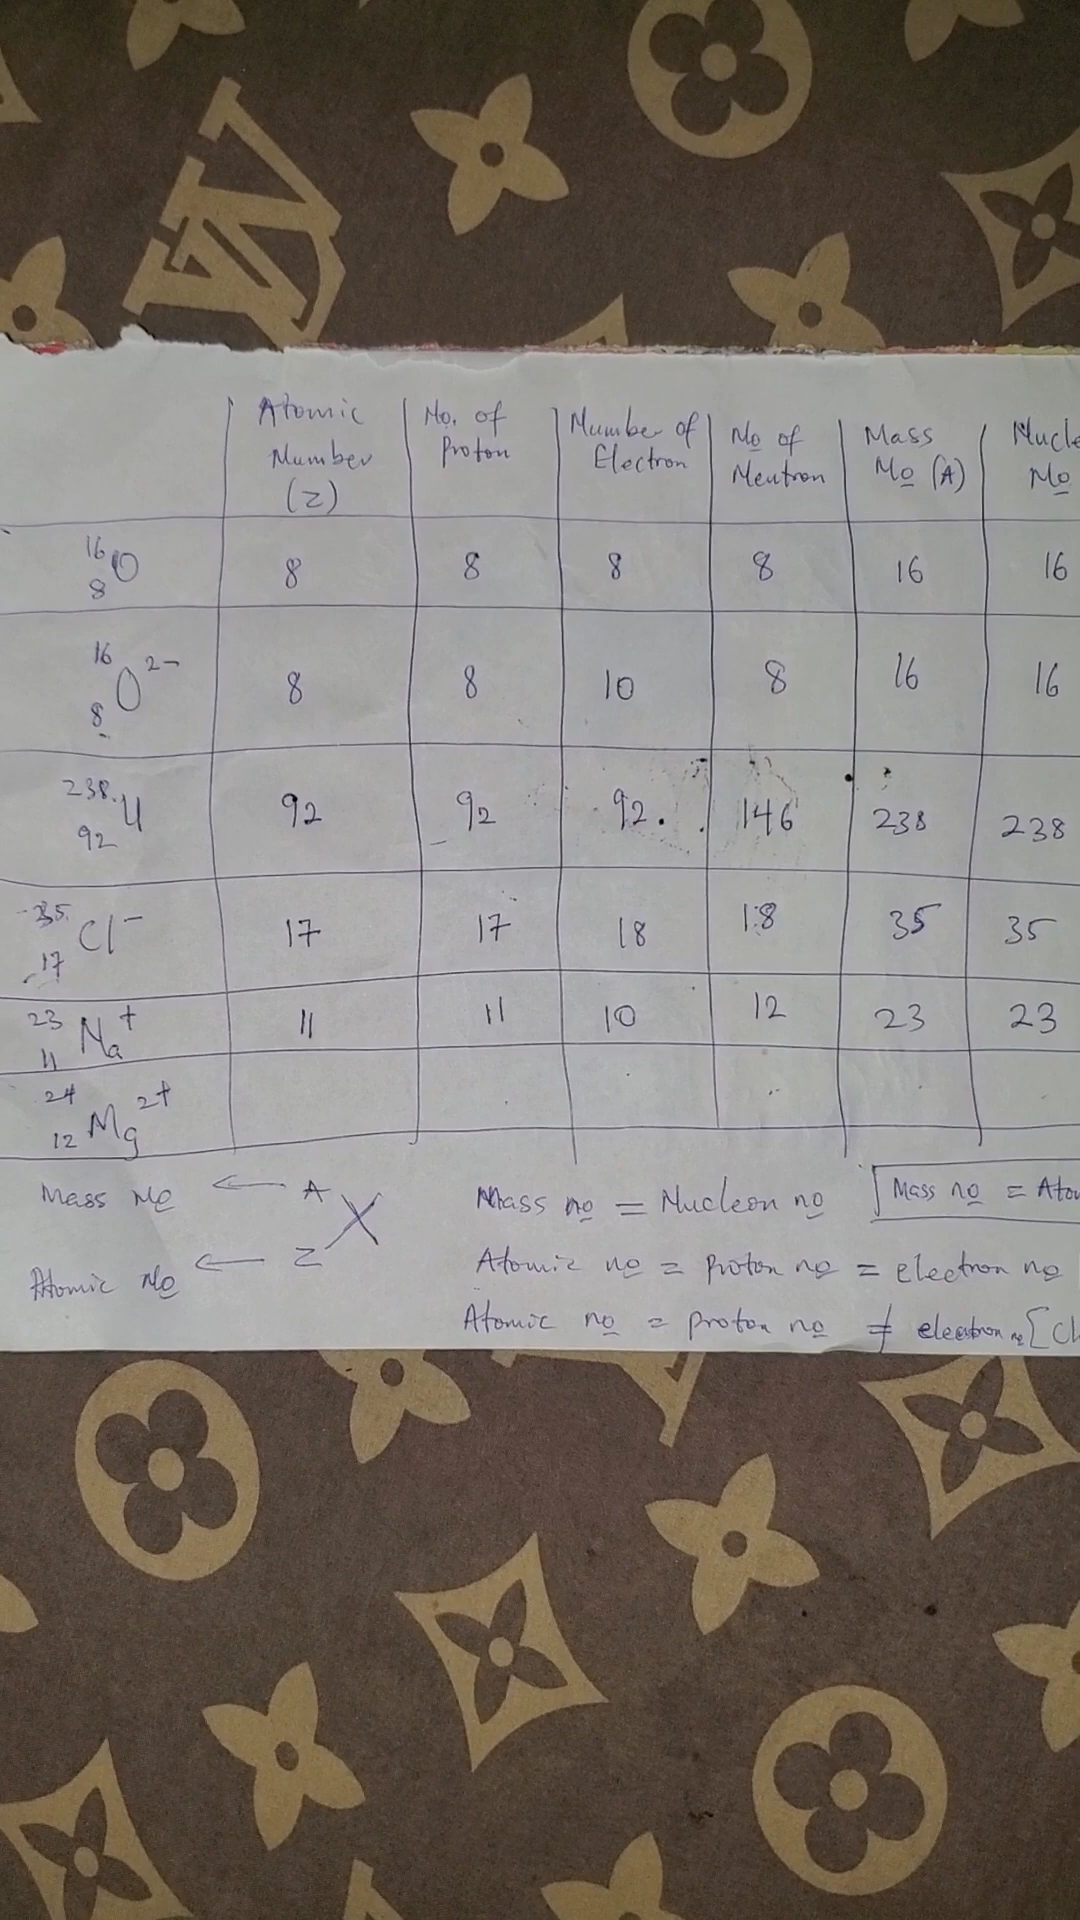 Atomic Number (Z) | No. of Proton | Number of Electron | No of Neutron | Mass No (A) | Nucle No
16 8 O | 8 | 8 | 8 | 8 | 16 | 16
16 8 O 2- | 8 | 8 | 10 | 8 | 16 | 16
238 92 U | 92 | 92 | 92 | 146 | 238 | 238
35 17 Cl - | 17 | 17 | 18 | 18 | 35 | 35
23 11 Na + | 11 | 11 | 10 | 12 | 23 | 23
24 12 Mg 2+
Mass No ← A X
Atomic No ← Z
Mass no = Nucleon no
Mass no = Atom
Atomic no = proton no = electron no
Atomic no = proton no ≠ electron no [Ch